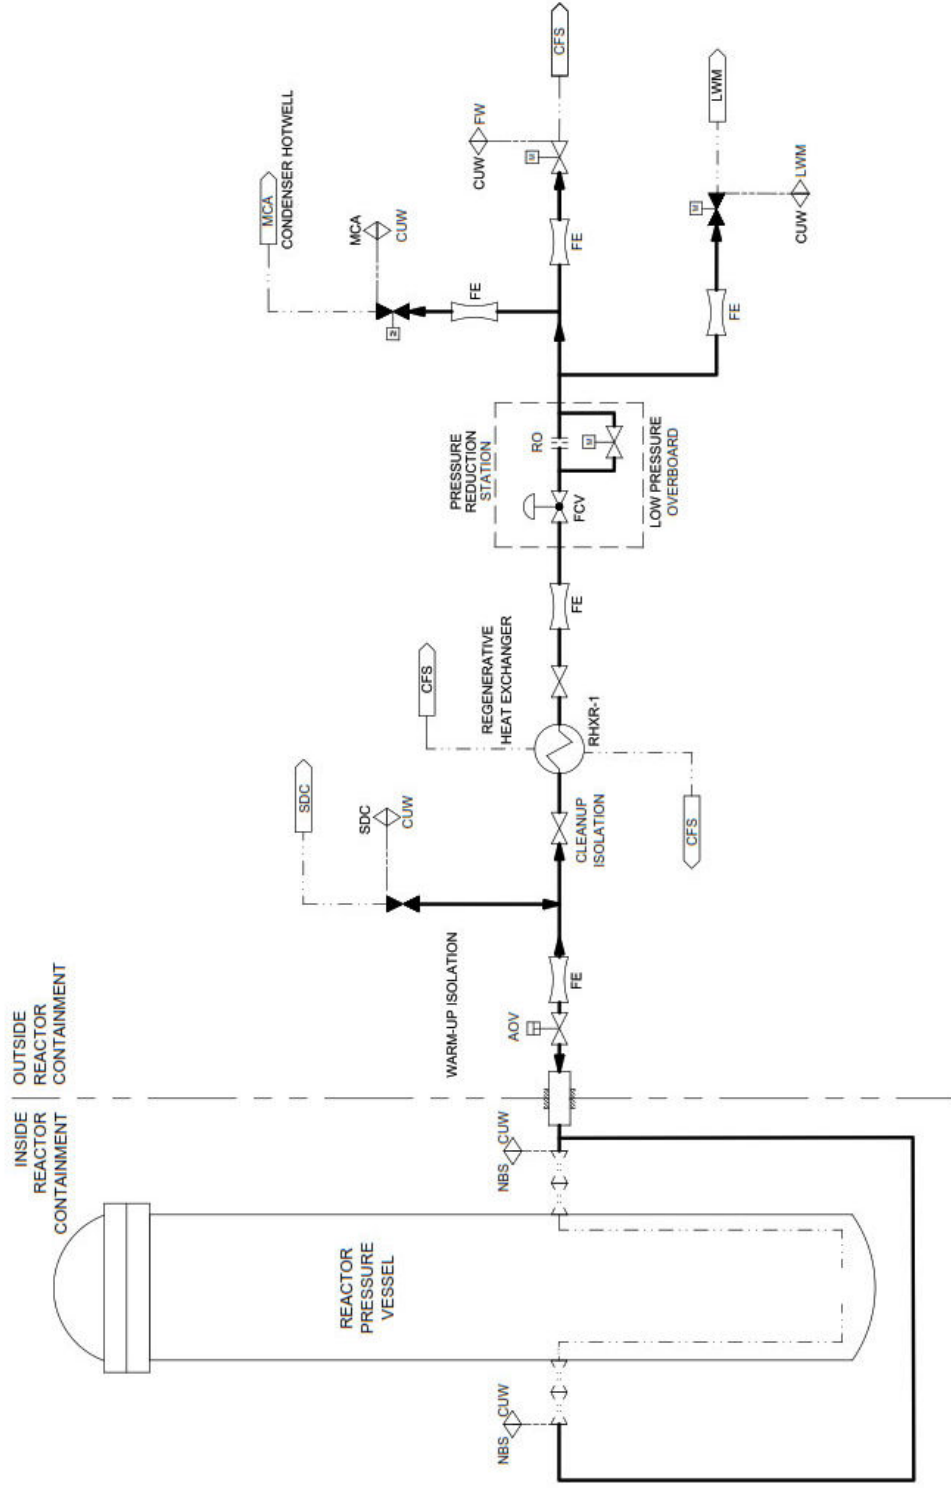 INSIDE
REACTOR
CONTAINMENT
OUTSIDE
REACTOR
CONTAINMENT
REACTOR
PRESSURE
VESSEL
NBS CUW
NBS CUW
WARM-UP ISOLATION
AOV
FE
SDC
SDC
CUW
CLEANUP
ISOLATION
CFS
REGENERATIVE
HEAT EXCHANGER
RHXR-1
CFS
FE
PRESSURE
REDUCTION
STATION
FCV
RO
M
LOW PRESSURE
OVERBOARD
MCA
CONDENSER HOTWELL
MCA
CUW
M
FE
FE
CUW FW
M
CFS
FE
M
CUW LWM
LWM